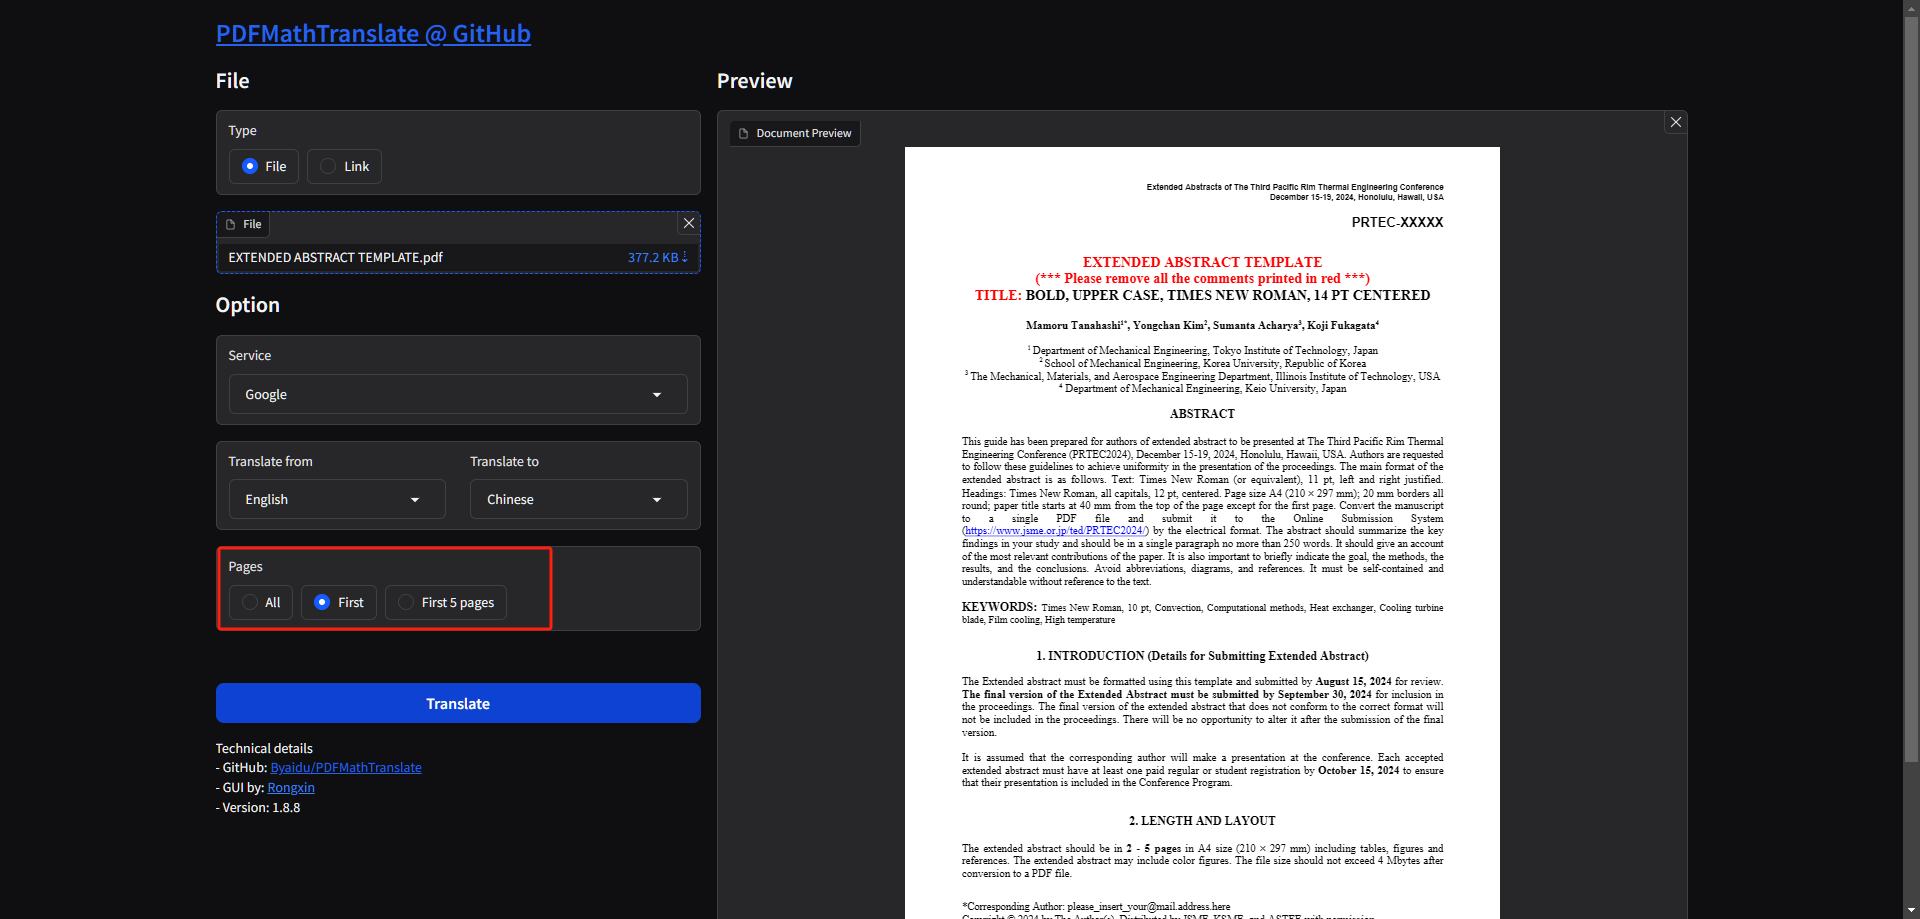 PDFMathTranslate @ GitHub
File
Type
File
Link
File
EXTENDED ABSTRACT TEMPLATE.pdf
377.2 KB ⇣
Option
Service
Google
Translate from
Translate to
English
Chinese
Pages
All
First
First 5 pages
Translate
Technical details
- GitHub: Byaidu/PDFMathTranslate
- GUI by: Rongxin
- Version: 1.8.8
Preview
Document Preview
Extended Abstracts of The Third Pacific Rim Thermal Engineering Conference
December 15-19, 2024, Honolulu, Hawaii, USA
PRTEC-XXXXX
EXTENDED ABSTRACT TEMPLATE
(*** Please remove all the comments printed in red ***)
TITLE: BOLD, UPPER CASE, TIMES NEW ROMAN, 14 PT CENTERED
Mamoru Tanahashi1*, Yongchan Kim2, Sumanta Acharya3, Koji Fukagata4
1 Department of Mechanical Engineering, Tokyo Institute of Technology, Japan
2 School of Mechanical Engineering, Korea University, Republic of Korea
3 The Mechanical, Materials, and Aerospace Engineering Department, Illinois Institute of Technology, USA
4 Department of Mechanical Engineering, Keio University, Japan
ABSTRACT
This guide has been prepared for authors of extended abstract to be presented at The Third Pacific Rim Thermal
Engineering Conference (PRTEC2024), December 15-19, 2024, Honolulu, Hawaii, USA. Authors are requested
to follow these guidelines to achieve uniformity in the presentation of the proceedings. The main format of the
extended abstract is as follows. Text: Times New Roman (or equivalent), 11 pt, left and right justified.
Headings: Times New Roman, all capitals, 12 pt, centered. Page size A4 (210 × 297 mm); 20 mm borders all
round; paper title starts at 40 mm from the top of the page except for the first page. Convert the manuscript
to a single PDF file and submit it to the Online Submission System
(https://www.jsme.or.jp/ted/PRTEC2024/) by the electrical format. The abstract should summarize the key
findings in your study and should be in a single paragraph no more than 250 words. It should give an account
of the most relevant contributions of the paper. It is also important to briefly indicate the goal, the methods, the
results, and the conclusions. Avoid abbreviations, diagrams, and references. It must be self-contained and
understandable without reference to the text.
KEYWORDS: Times New Roman, 10 pt, Convection, Computational methods, Heat exchanger, Cooling turbine
blade, Film cooling, High temperature
1. INTRODUCTION (Details for Submitting Extended Abstract)
The Extended abstract must be formatted using this template and submitted by August 15, 2024 for review.
The final version of the Extended Abstract must be submitted by September 30, 2024 for inclusion in
the proceedings. The final version of the extended abstract that does not conform to the correct format will
not be included in the proceedings. There will be no opportunity to alter it after the submission of the final
version.
It is assumed that the corresponding author will make a presentation at the conference. Each accepted
extended abstract must have at least one paid regular or student registration by October 15, 2024 to ensure
that their presentation is included in the Conference Program.
2. LENGTH AND LAYOUT
The extended abstract should be in 2 - 5 pages in A4 size (210 × 297 mm) including tables, figures and
references. The extended abstract may include color figures. The file size should not exceed 4 Mbytes after
conversion to a PDF file.
*Corresponding Author: please_insert_your@mail.address.here
Copyright © 2024 by The Author(s). Distributed by JSME, KSME, and ASTFE with permission.